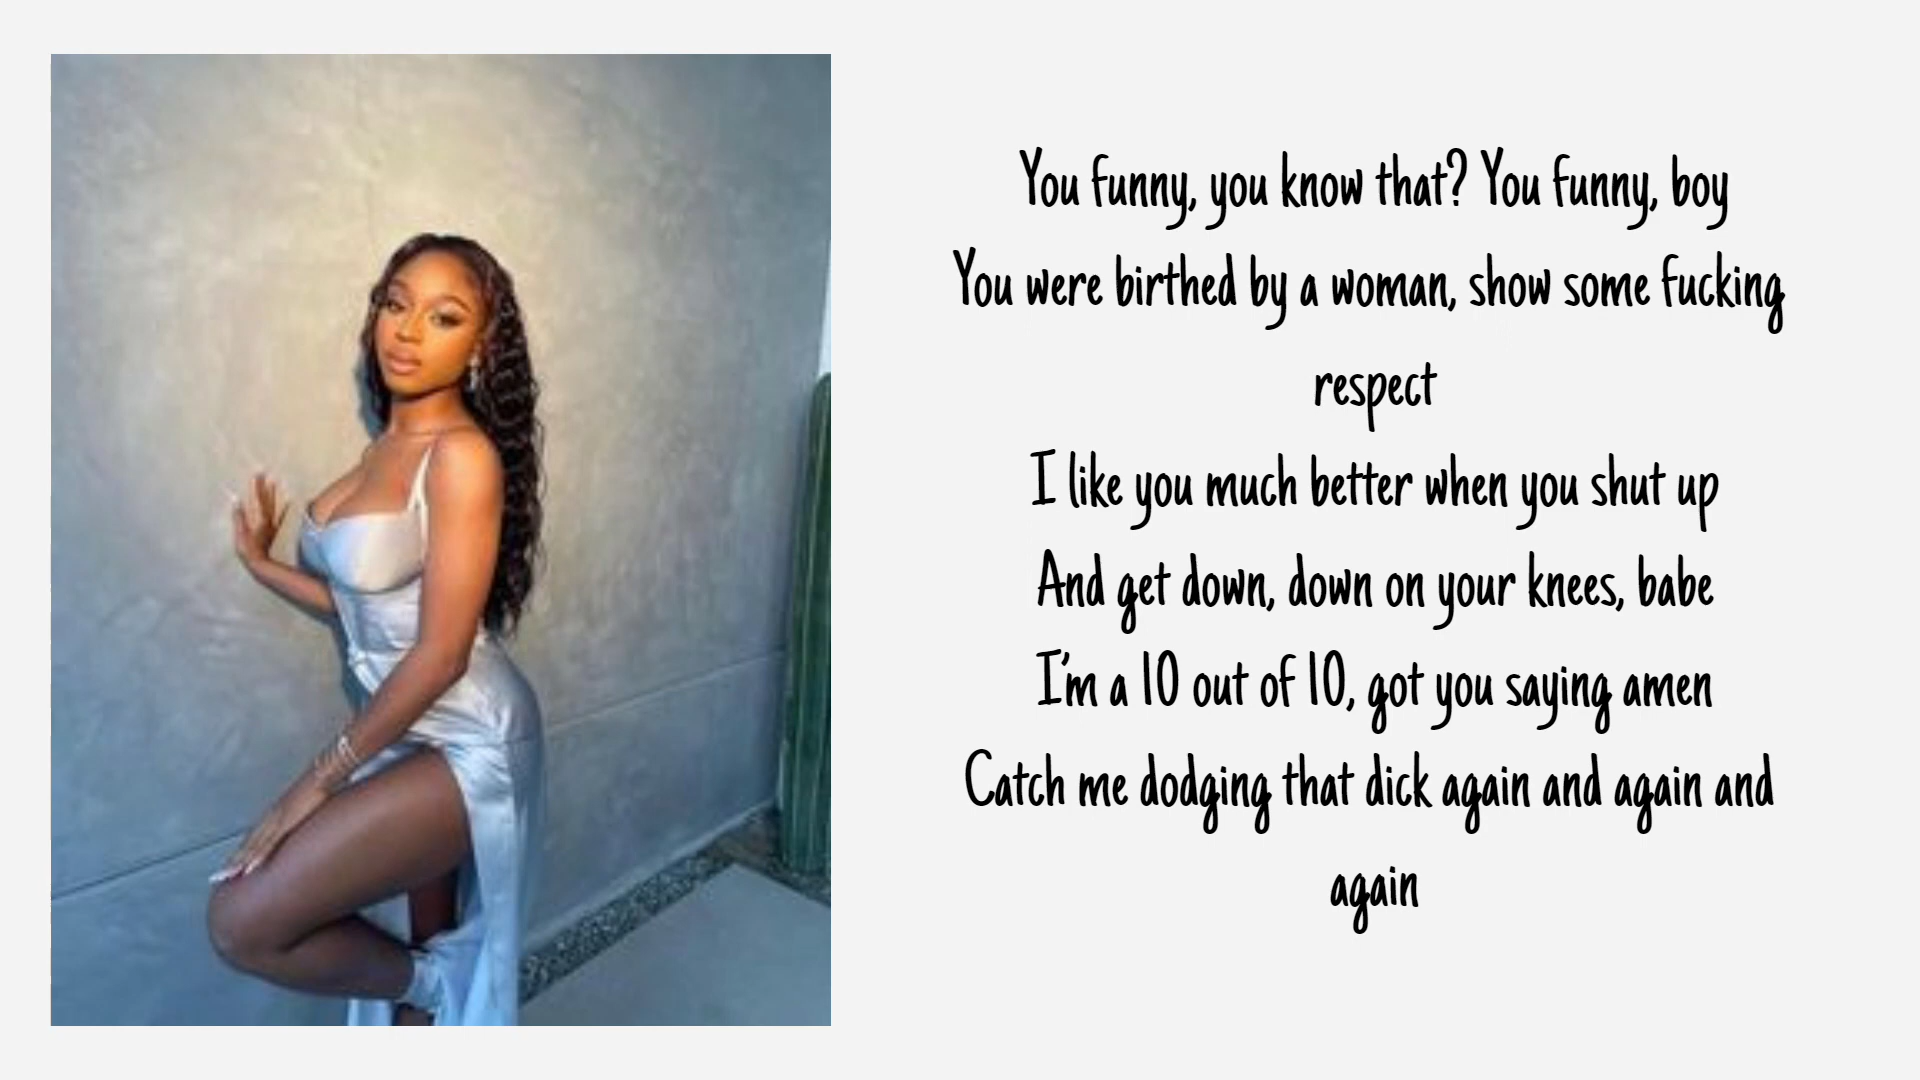 You funny, you know that? You funny, boy
You were birthed by a woman, show some fucking
respect
I like you much better when you shut up
And get down, down on your knees, babe
I'm a 10 out of 10, got you saying amen
Catch me dodging that dick again and again and
again